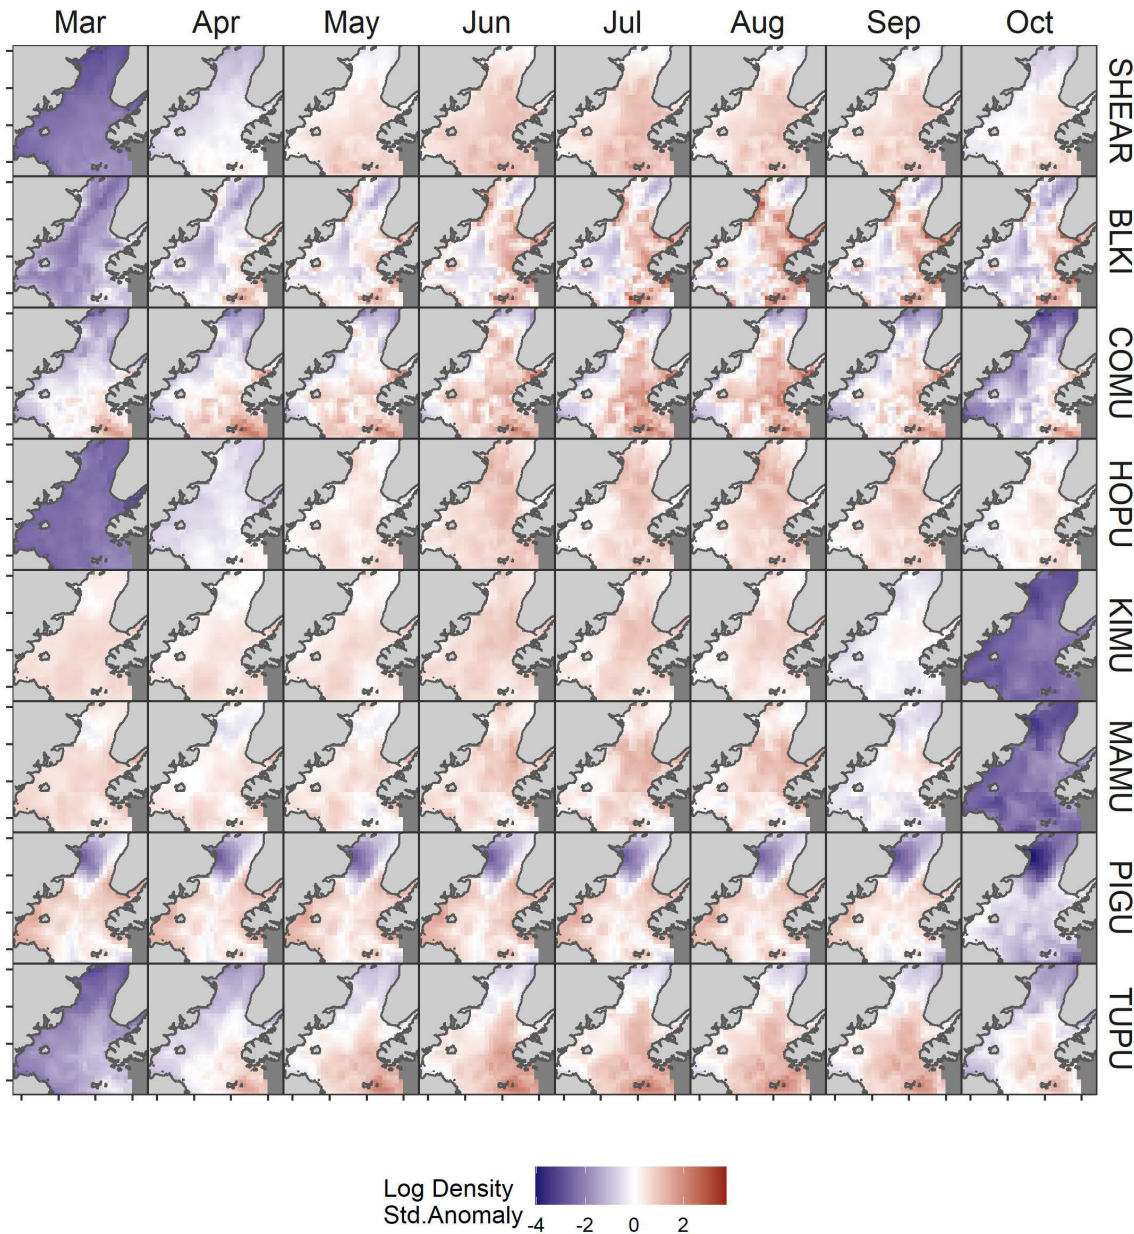 Mar Apr May Jun Jul Aug Sep Oct
SHEAR
BLKI
COMU
HOPU
KIMU
MAMU
PIGU
TUPU
Log Density
Std.Anomaly
-4 -2 0 2